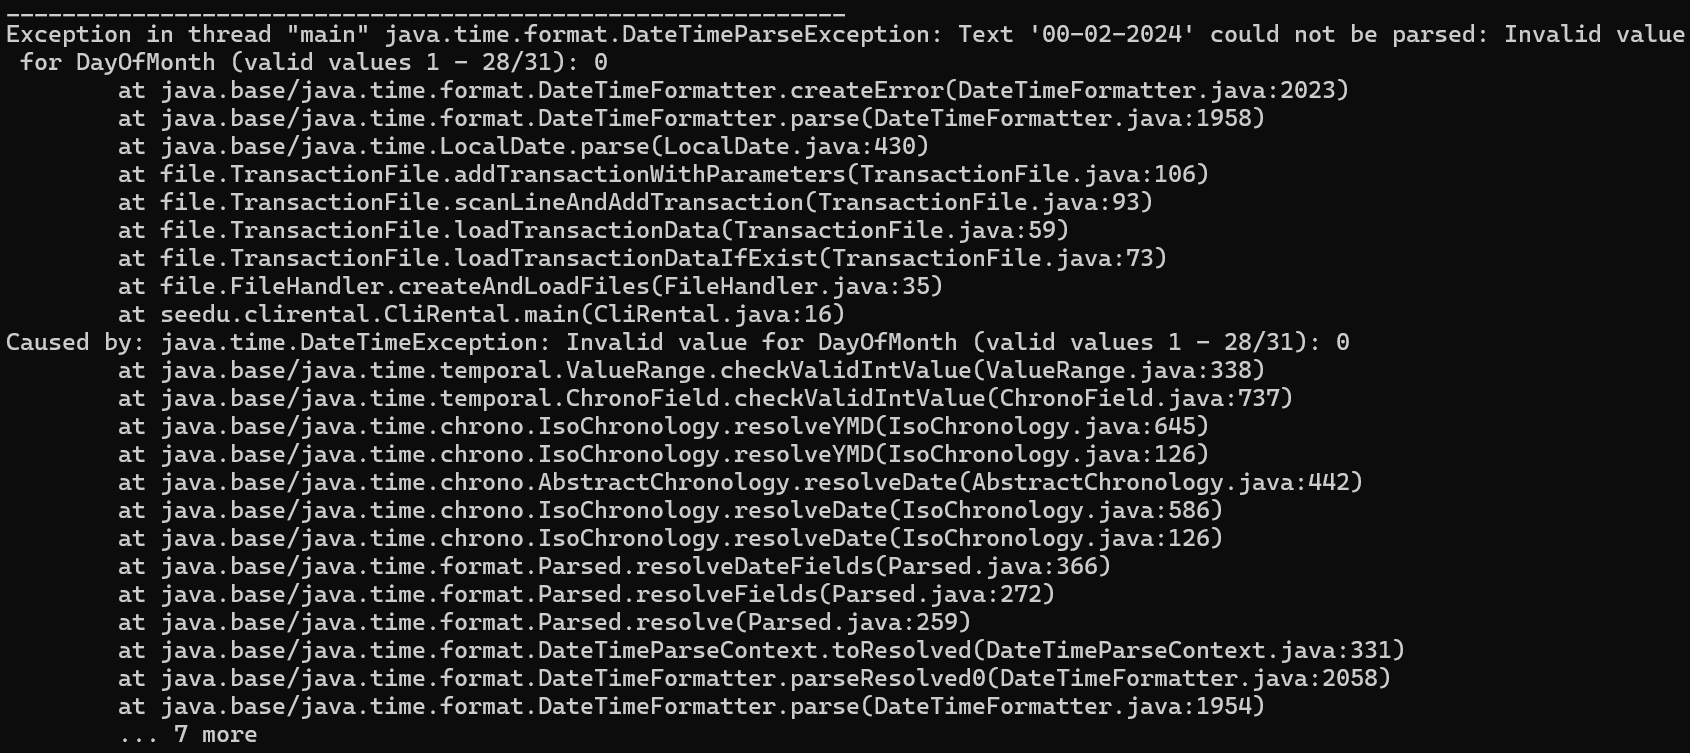 ____________________________________________________________
Exception in thread "main" java.time.format.DateTimeParseException: Text '00-02-2024' could not be parsed: Invalid value
 for DayOfMonth (valid values 1 - 28/31): 0
        at java.base/java.time.format.DateTimeFormatter.createError(DateTimeFormatter.java:2023)
        at java.base/java.time.format.DateTimeFormatter.parse(DateTimeFormatter.java:1958)
        at java.base/java.time.LocalDate.parse(LocalDate.java:430)
        at file.TransactionFile.addTransactionWithParameters(TransactionFile.java:106)
        at file.TransactionFile.scanLineAndAddTransaction(TransactionFile.java:93)
        at file.TransactionFile.loadTransactionData(TransactionFile.java:59)
        at file.TransactionFile.loadTransactionDataIfExist(TransactionFile.java:73)
        at file.FileHandler.createAndLoadFiles(FileHandler.java:35)
        at seedu.clirental.CliRental.main(CliRental.java:16)
Caused by: java.time.DateTimeException: Invalid value for DayOfMonth (valid values 1 - 28/31): 0
        at java.base/java.time.temporal.ValueRange.checkValidIntValue(ValueRange.java:338)
        at java.base/java.time.temporal.ChronoField.checkValidIntValue(ChronoField.java:737)
        at java.base/java.time.chrono.IsoChronology.resolveYMD(IsoChronology.java:645)
        at java.base/java.time.chrono.IsoChronology.resolveYMD(IsoChronology.java:126)
        at java.base/java.time.chrono.AbstractChronology.resolveDate(AbstractChronology.java:442)
        at java.base/java.time.chrono.IsoChronology.resolveDate(IsoChronology.java:586)
        at java.base/java.time.chrono.IsoChronology.resolveDate(IsoChronology.java:126)
        at java.base/java.time.format.Parsed.resolveDateFields(Parsed.java:366)
        at java.base/java.time.format.Parsed.resolveFields(Parsed.java:272)
        at java.base/java.time.format.Parsed.resolve(Parsed.java:259)
        at java.base/java.time.format.DateTimeParseContext.toResolved(DateTimeParseContext.java:331)
        at java.base/java.time.format.DateTimeFormatter.parseResolved0(DateTimeFormatter.java:2058)
        at java.base/java.time.format.DateTimeFormatter.parse(DateTimeFormatter.java:1954)
        ... 7 more